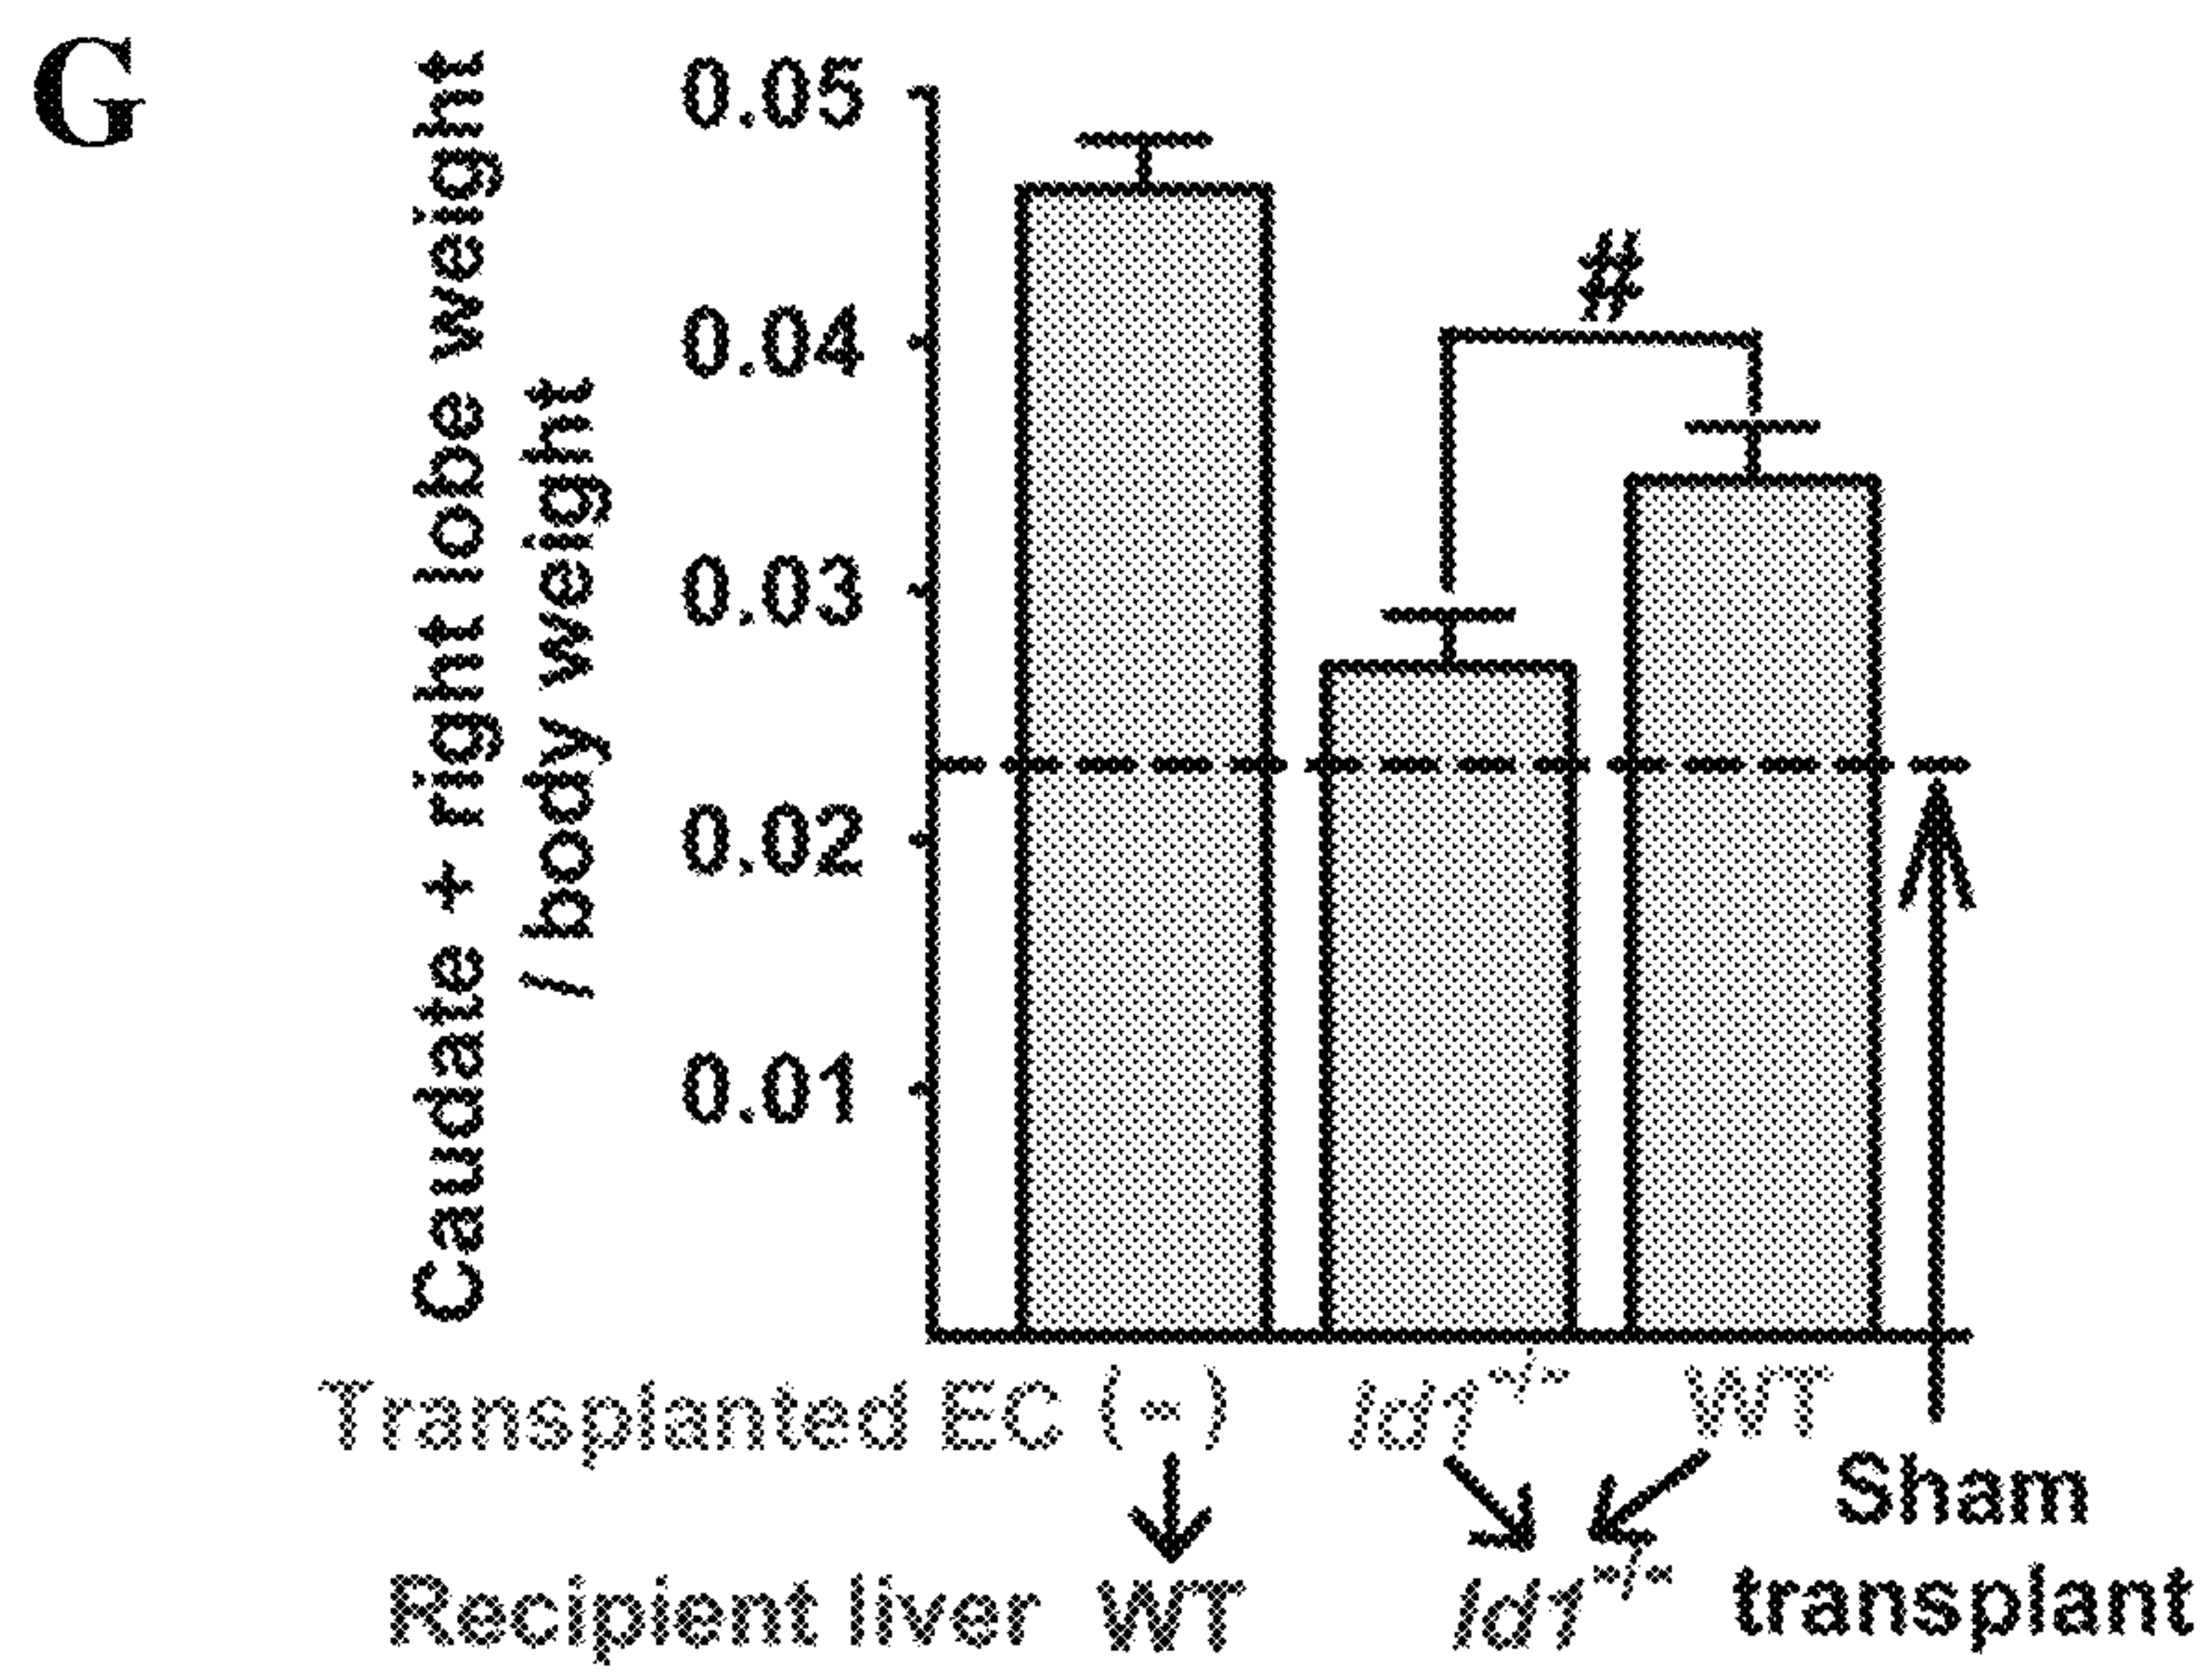 G
Caudate + right lobe weight
/ body weight
0.05
0.04
0.03
0.02
0.01
#
Transplanted EC (-) Id1-/- WT
Recipient liver WT Id1-/-
Sham
transplant